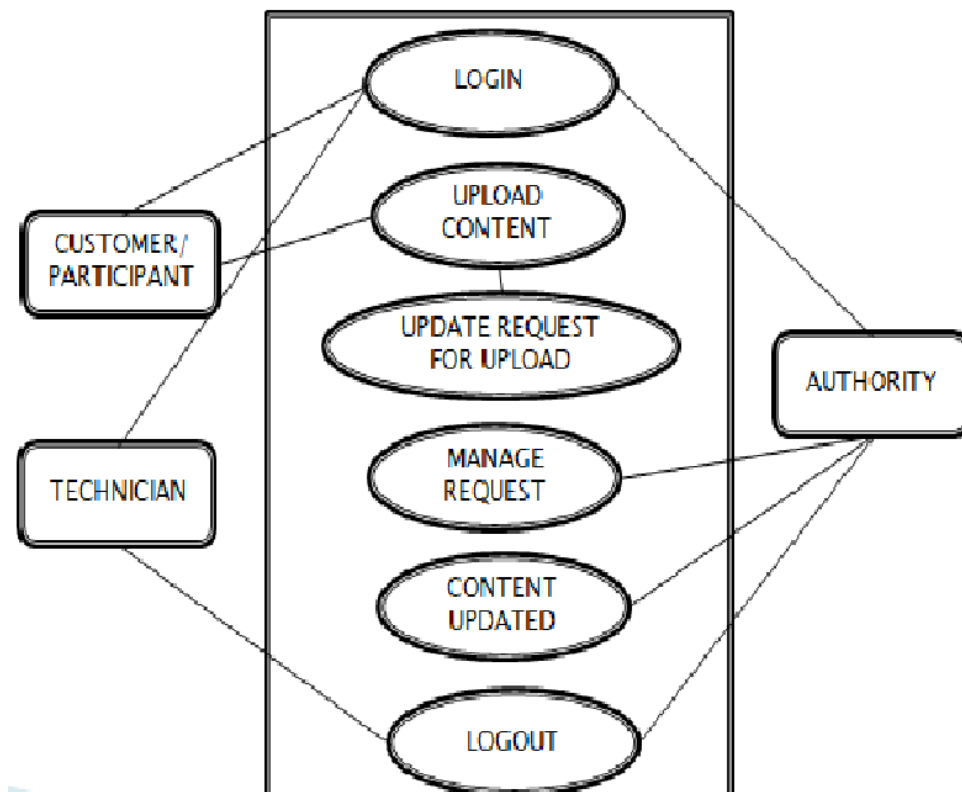 LOGIN
UPLOAD
CONTENT
CUSTOMER/
PARTICIPANT
UPDATE REQUEST
FOR UPLOAD
AUTHORITY
MANAGE
REQUEST
TECHNICIAN
CONTENT
UPDATED
LOGOUT